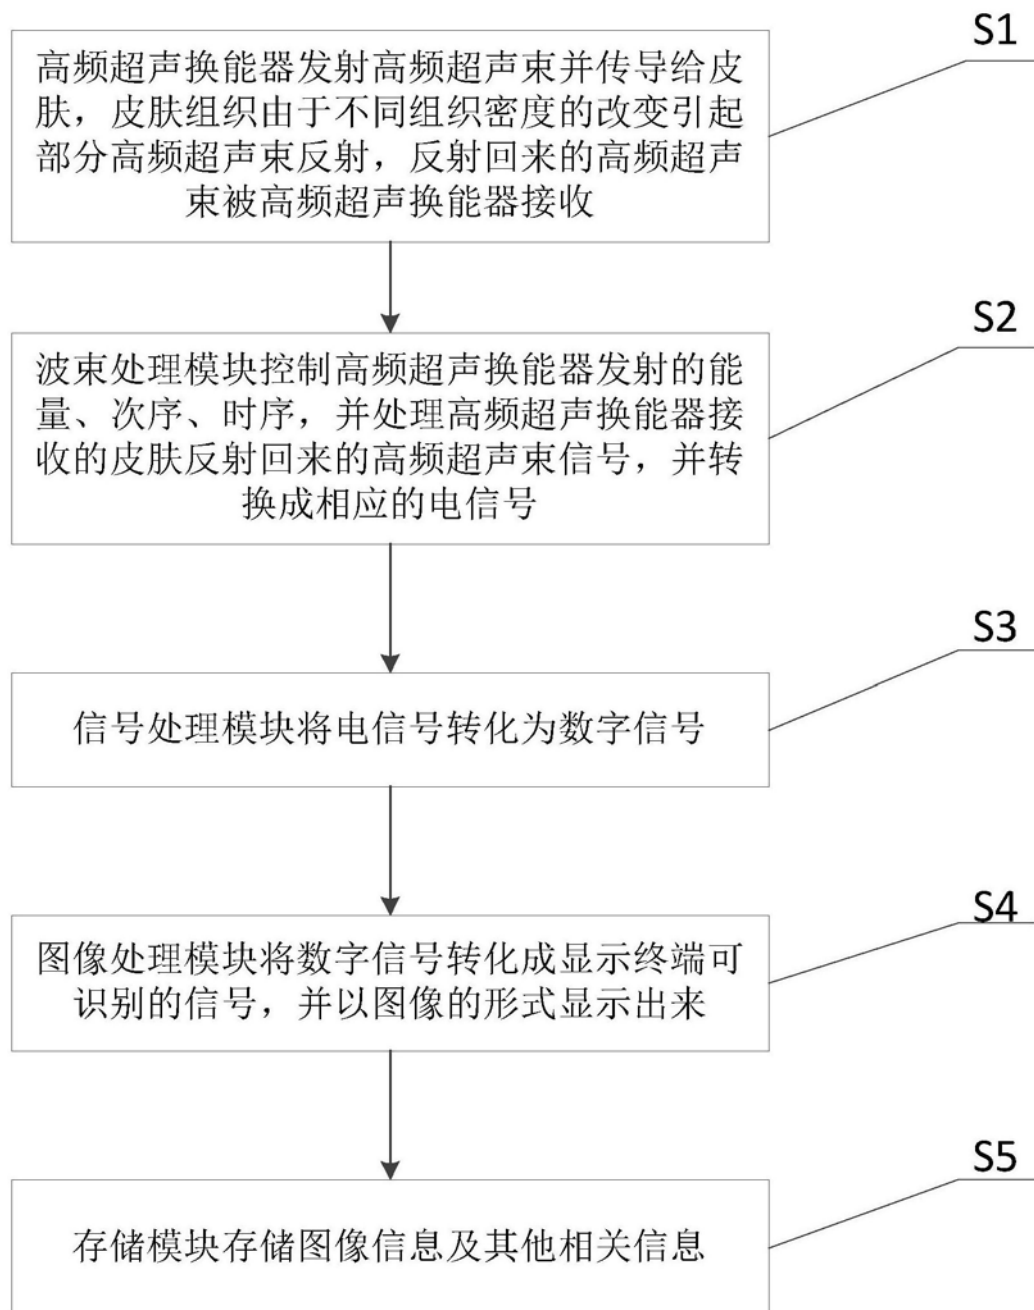 S1
高频超声换能器发射高频超声束并传导给皮
肤，皮肤组织由于不同组织密度的改变引起
部分高频超声束反射，反射回来的高频超声
束被高频超声换能器接收
S2
波束处理模块控制高频超声换能器发射的能
量、次序、时序，并处理高频超声换能器接
收的皮肤反射回来的高频超声束信号，并转
换成相应的电信号
S3
信号处理模块将电信号转化为数字信号
S4
图像处理模块将数字信号转化成显示终端可
识别的信号，并以图像的形式显示出来
S5
存储模块存储图像信息及其他相关信息